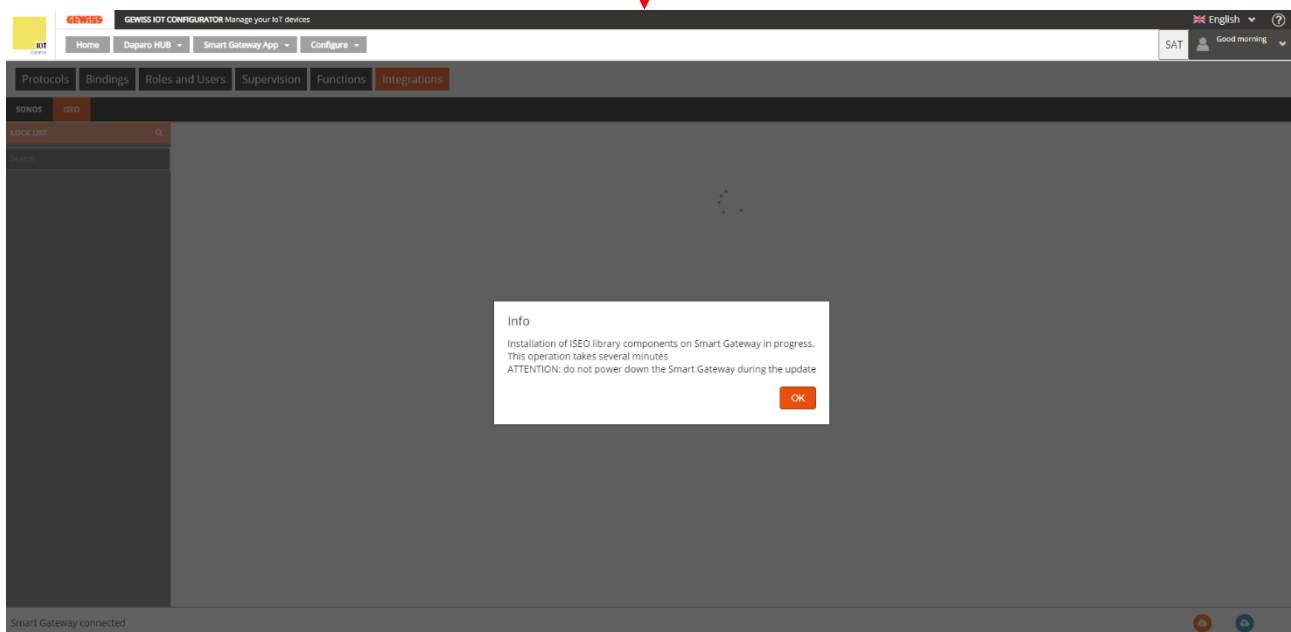 GEWISS GEWISS IOT CONFIGURATOR Manage your IoT devices English ?
IOT Home Daparo HUB Smart Gateway App Configure SAT Good morning
Protocols Bindings Roles and Users Supervision Functions Integrations
SONOS ISEO
LOCK LIST
Search
Info
Installation of ISEO library components on Smart Gateway in progress.
This operation takes several minutes
ATTENTION: do not power down the Smart Gateway during the update
OK
Smart Gateway connected